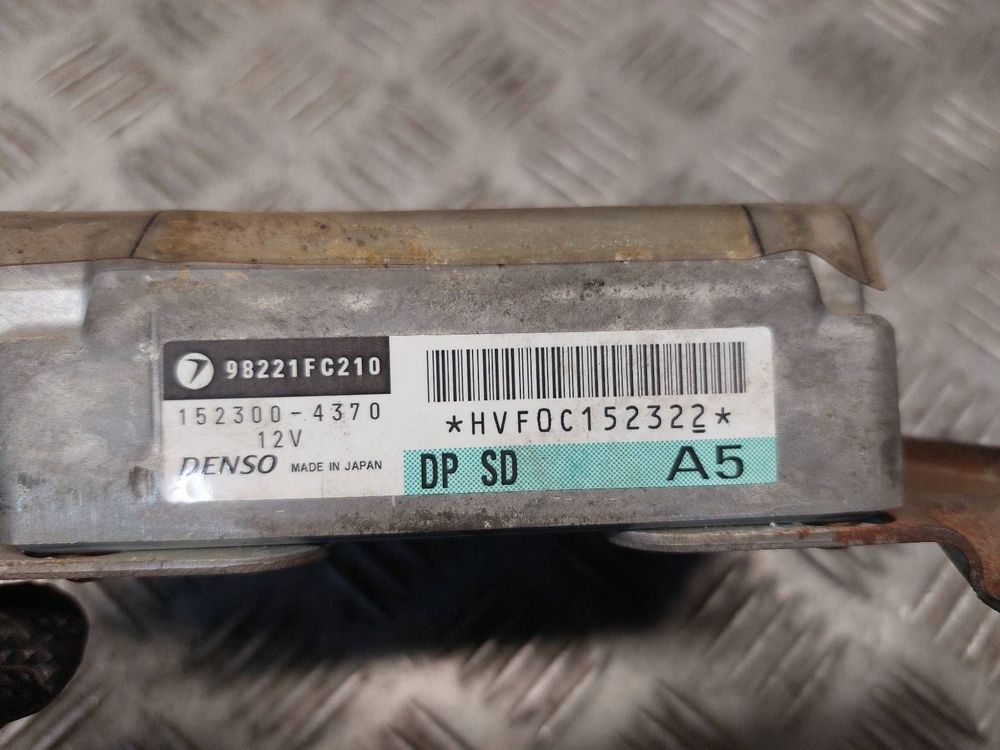 98221FC210
152300-4370
12V
DENSO MADE IN JAPAN
*HVF0C152322*
DP SD A5